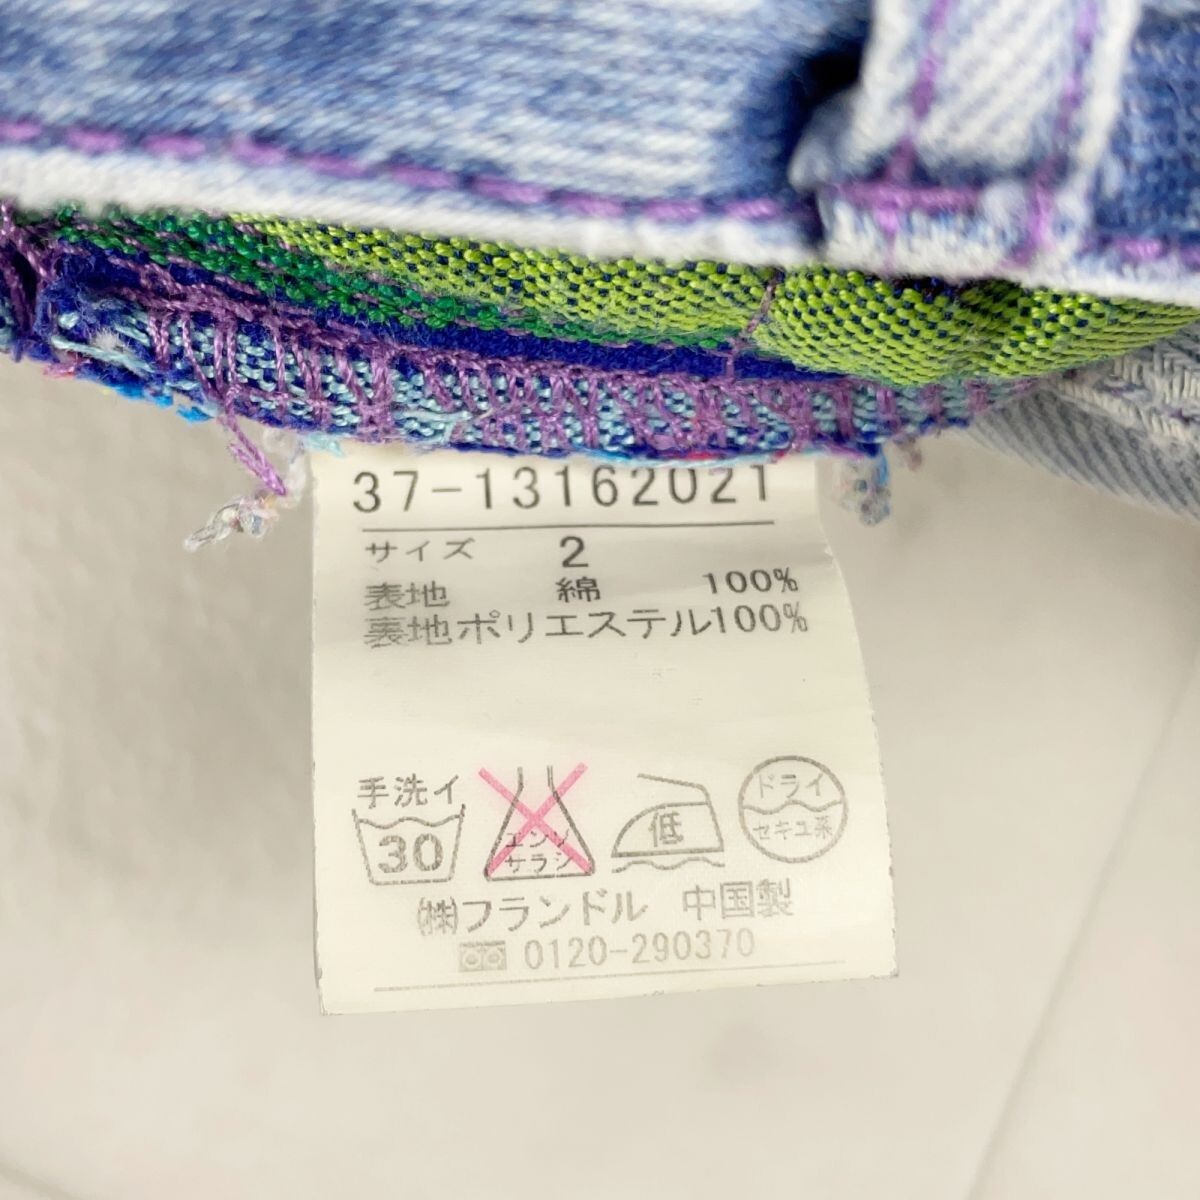 37-13162021
サイズ 2
表地 綿 100%
裏地ポリエステル100%
手洗イ
30
エンソ
サラシ
低
ドライ
セキユ系
㈱フランドル 中国製
0120-290370